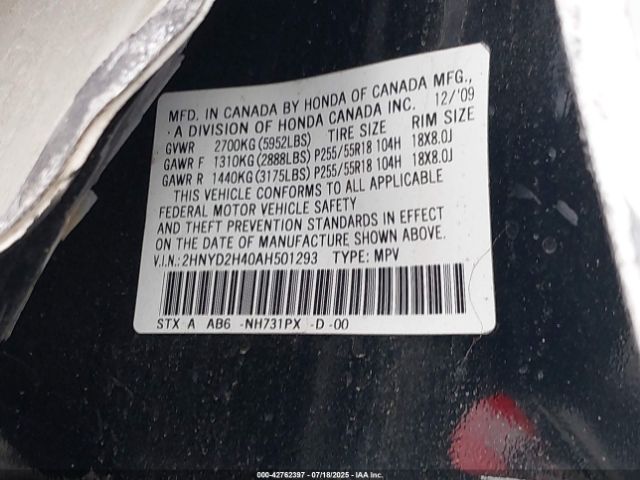 MFD. IN CANADA BY HONDA OF CANADA MFG.,
A DIVISION OF HONDA CANADA INC. 12/'09
GVWR 2700KG(5952LBS) TIRE SIZE RIM SIZE
GAWR F 1310KG(2888LBS) P255/55R18 104H 18X8.0J
GAWR R 1440KG(3175LBS) P255/55R18 104H 18X8.0J
THIS VEHICLE CONFORMS TO ALL APPLICABLE
FEDERAL MOTOR VEHICLE SAFETY
AND THEFT PREVENTION STANDARDS IN EFFECT
ON THE DATE OF MANUFACTURE SHOWN ABOVE.
V.I.N.: 2HNYD2H40AH501293 TYPE: MPV
STX A AB6 -NH731PX -D -00
000-42762397 - 07/18/2025 - IAA Inc.